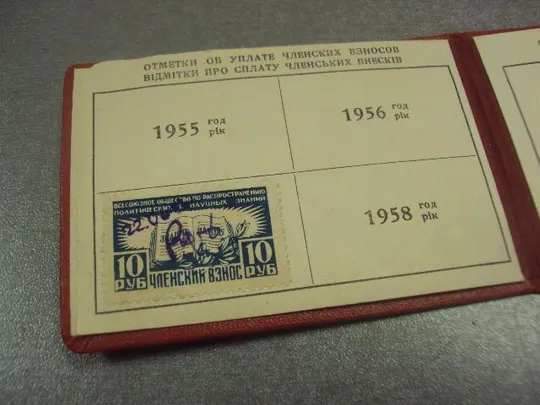 ОТМЕТКИ ОБ УПЛАТЕ ЧЛЕНСКИХ ВЗНОСОВ
ВІДМІТКИ ПРО СПЛАТУ ЧЛЕНСЬКИХ ВНЕСКІВ
1955 год
рік
1956 год
рік
ВСЕСОЮЗНОЕ ОБЩЕСТВО ПО РАСПРОСТРАНЕНИЮ
ПОЛИТИЧЕСКИХ И НАУЧНЫХ ЗНАНИЙ
10 РУБ
ЧЛЕНСКИЙ ВЗНОС
10 РУБ
1958 год
рік